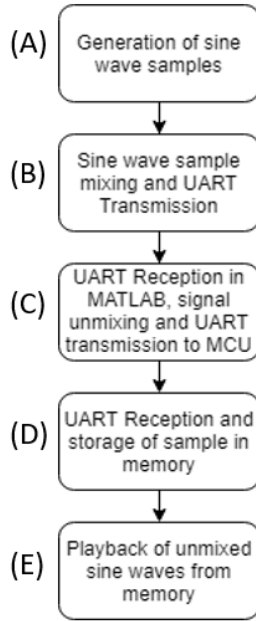 (A)
Generation of sine
wave samples
(B)
Sine wave sample
mixing and UART
Transmission
(C)
UART Reception in
MATLAB, signal
unmixing and UART
transmission to MCU
(D)
UART Reception and
storage of sample in
memory
(E)
Playback of unmixed
sine waves from
memory